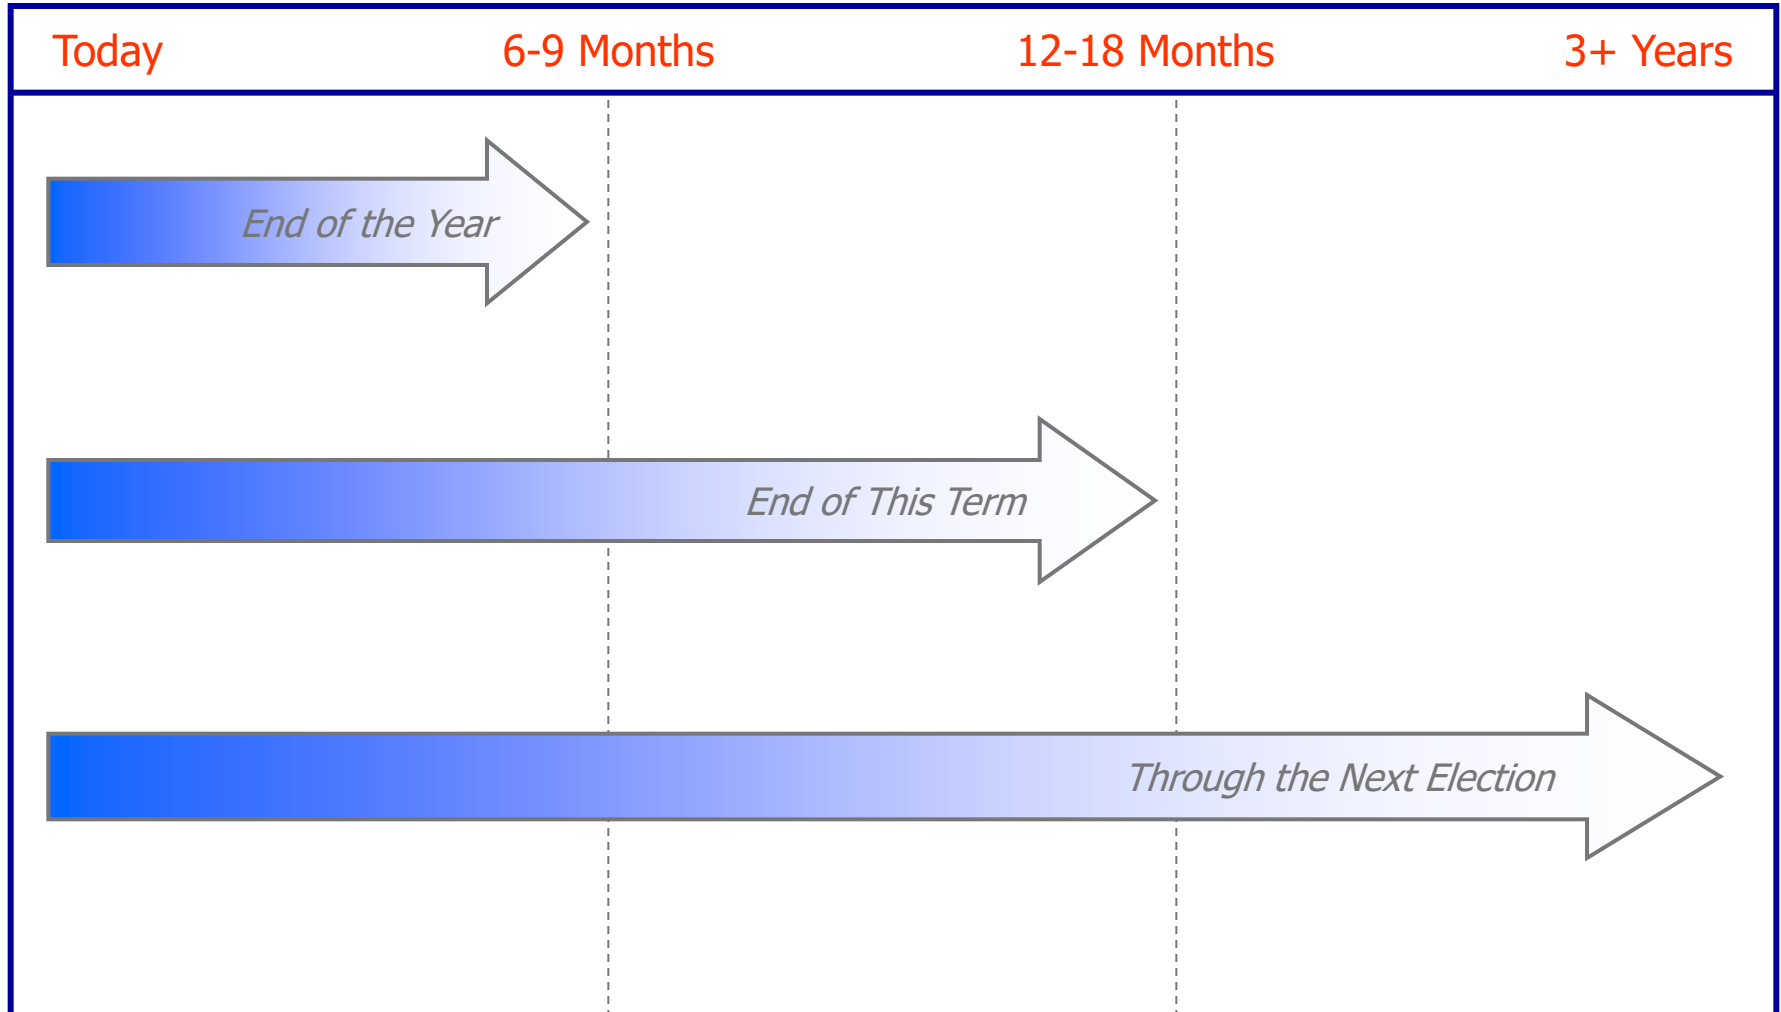 Today
6-9 Months
12-18 Months
3+ Years
End of the Year
End of This Term
Through the Next Election